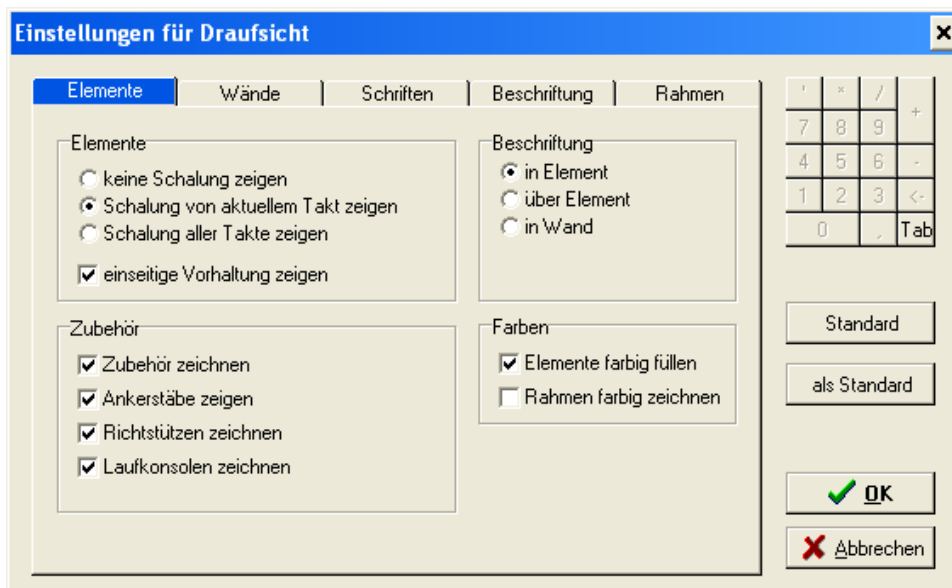 Einstellungen für Draufsicht
Elemente Wände Schriften Beschriftung Rahmen
Elemente
keine Schalung zeigen
Schalung von aktuellem Takt zeigen
Schalung aller Takte zeigen
einseitige Vorhaltung zeigen
Beschriftung
in Element
über Element
in Wand
Zubehör
Zubehör zeichnen
Ankerstäbe zeigen
Richtstützen zeichnen
Laufkonsolen zeichnen
Farben
Elemente farbig füllen
Rahmen farbig zeichnen
' * / +
7 8 9
4 5 6 -
1 2 3 <-
0 , Tab
Standard
als Standard
OK
Abbrechen